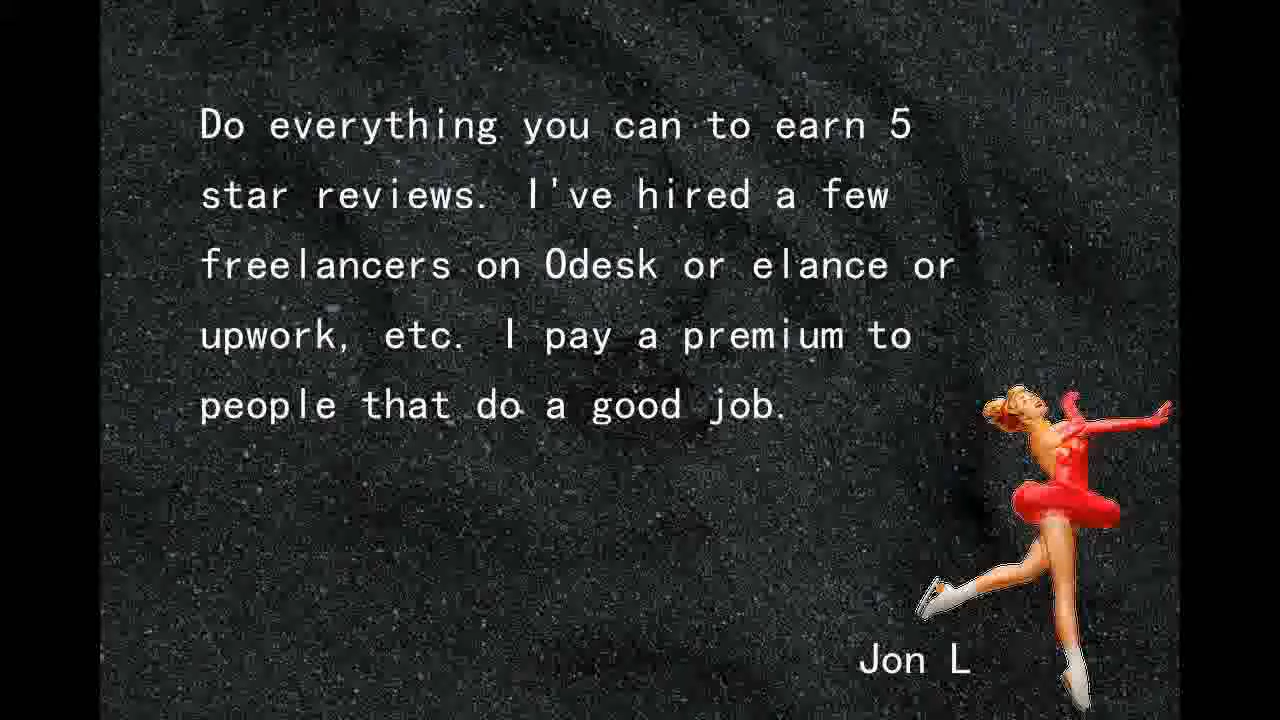 Do everything you can to earn 5
star reviews. I've hired a few
freelancers on Odesk or elance or
upwork, etc. I pay a premium to
people that do a good job.
Jon L